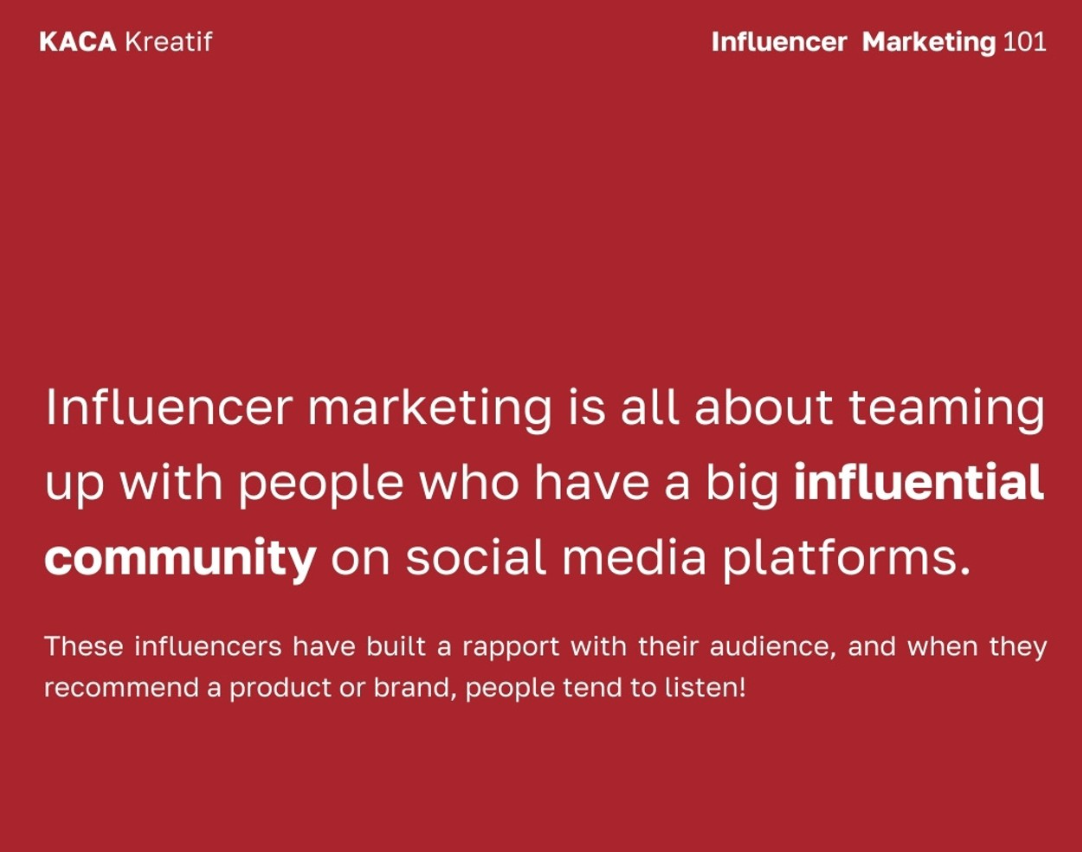 KACA Kreatif
Influencer Marketing 101
Influencer marketing is all about teaming
up with people who have a big influential
community on social media platforms.
These influencers have built a rapport with their audience, and when they
recommend a product or brand, people tend to listen!